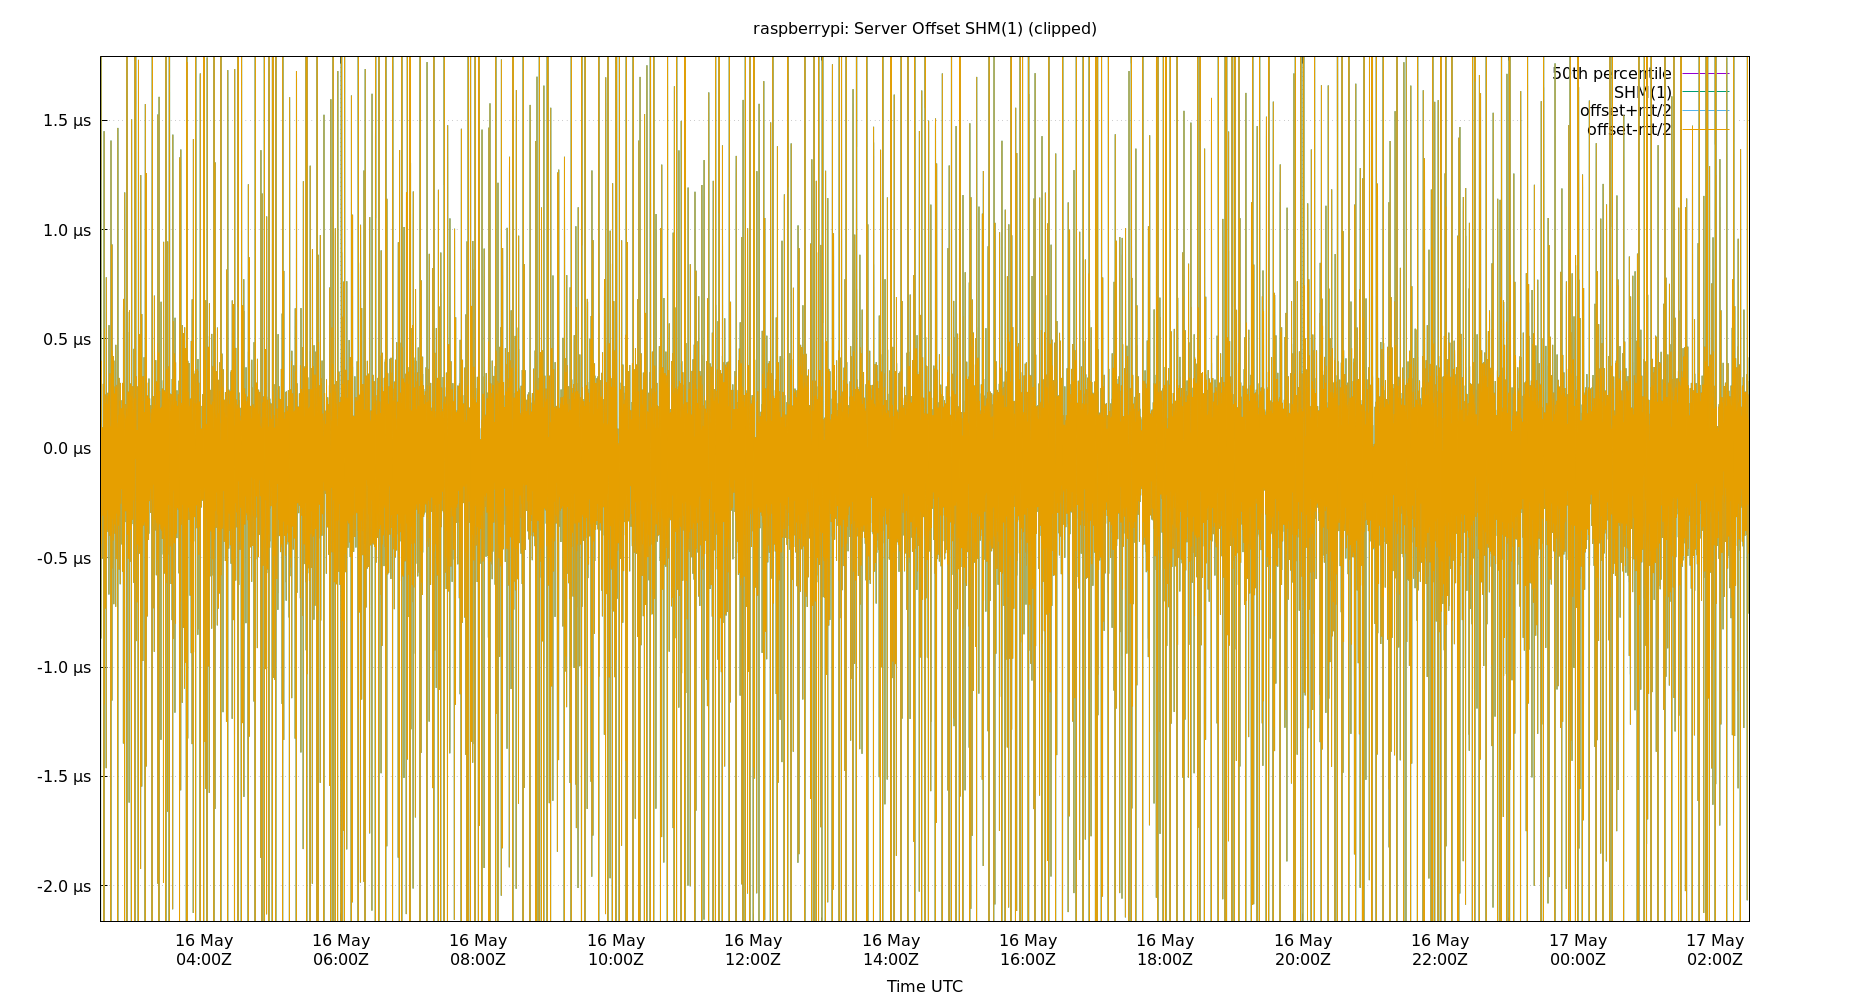 raspberrypi: Server Offset SHM(1) (clipped)
50th percentile
SHM(1)
offset+rtt/2
offset-rtt/2
1.5 µs
1.0 µs
0.5 µs
0.0 µs
-0.5 µs
-1.0 µs
-1.5 µs
-2.0 µs
16 May 16 May 16 May 16 May 16 May 16 May 16 May 16 May 16 May 16 May 17 May 17 May
04:00Z 06:00Z 08:00Z 10:00Z 12:00Z 14:00Z 16:00Z 18:00Z 20:00Z 22:00Z 00:00Z 02:00Z
Time UTC